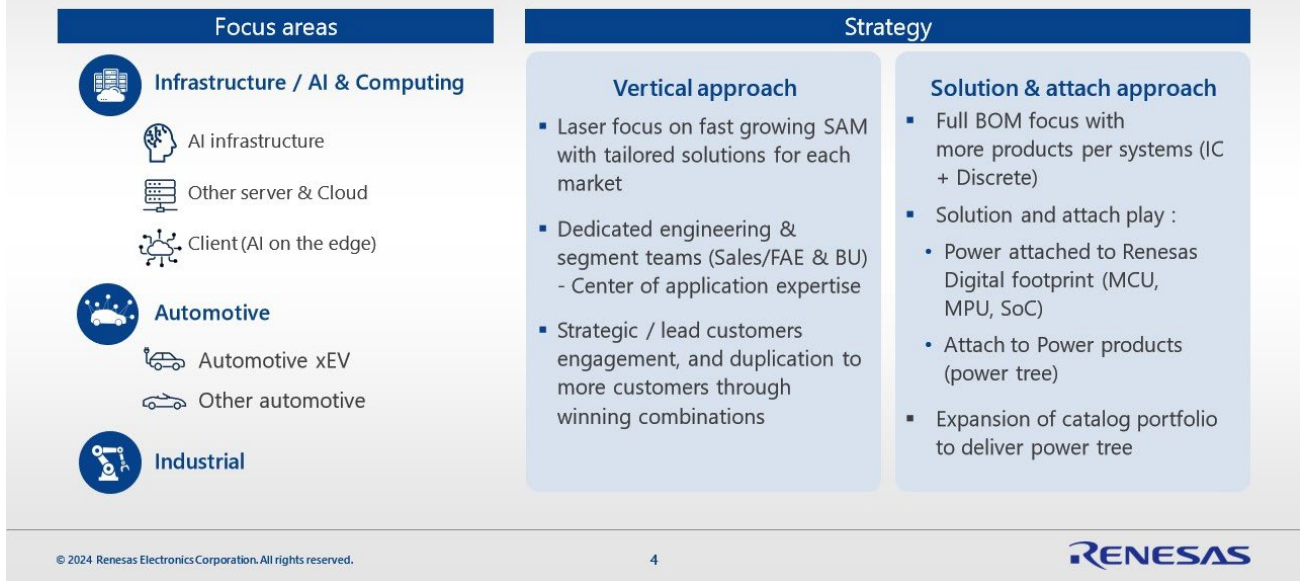 Focus areas
Infrastructure / AI & Computing
AI infrastructure
Other server & Cloud
Client (AI on the edge)
Automotive
Automotive xEV
Other automotive
Industrial
Strategy
Vertical approach
▪ Laser focus on fast growing SAM
with tailored solutions for each
market
▪ Dedicated engineering &
segment teams (Sales/FAE & BU)
- Center of application expertise
▪ Strategic / lead customers
engagement, and duplication to
more customers through
winning combinations
Solution & attach approach
▪ Full BOM focus with
more products per systems (IC
+ Discrete)
▪ Solution and attach play :
• Power attached to Renesas
Digital footprint (MCU,
MPU, SoC)
• Attach to Power products
(power tree)
▪ Expansion of catalog portfolio
to deliver power tree
© 2024 Renesas Electronics Corporation. All rights reserved.
4
RENESAS